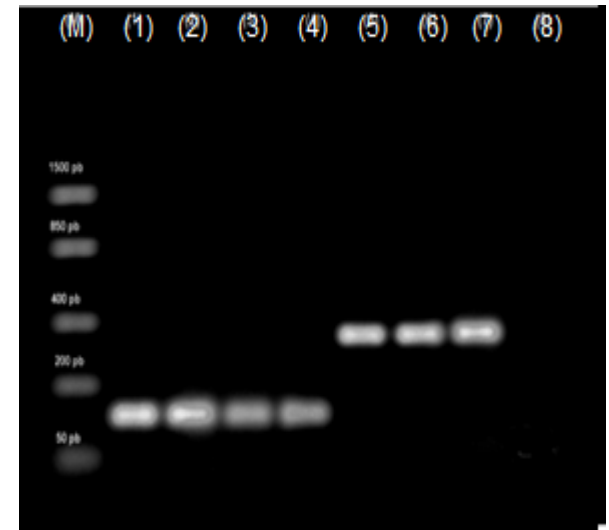 (M) (1) (2) (3) (4) (5) (6) (7) (8)
1500 pb
850 pb
400 pb
200 pb
50 pb